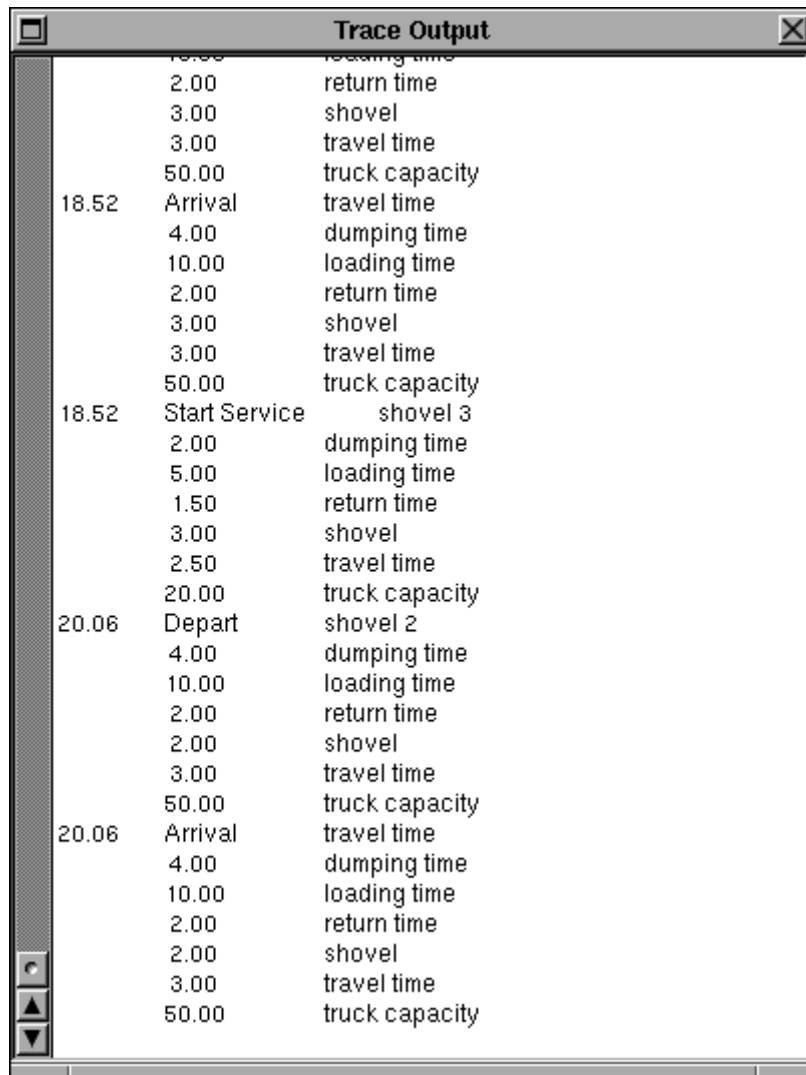 Trace Output
2.00 return time
3.00 shovel
3.00 travel time
50.00 truck capacity
18.52 Arrival travel time
4.00 dumping time
10.00 loading time
2.00 return time
3.00 shovel
3.00 travel time
50.00 truck capacity
18.52 Start Service shovel 3
2.00 dumping time
5.00 loading time
1.50 return time
3.00 shovel
2.50 travel time
20.00 truck capacity
20.06 Depart shovel 2
4.00 dumping time
10.00 loading time
2.00 return time
2.00 shovel
3.00 travel time
50.00 truck capacity
20.06 Arrival travel time
4.00 dumping time
10.00 loading time
2.00 return time
2.00 shovel
3.00 travel time
50.00 truck capacity